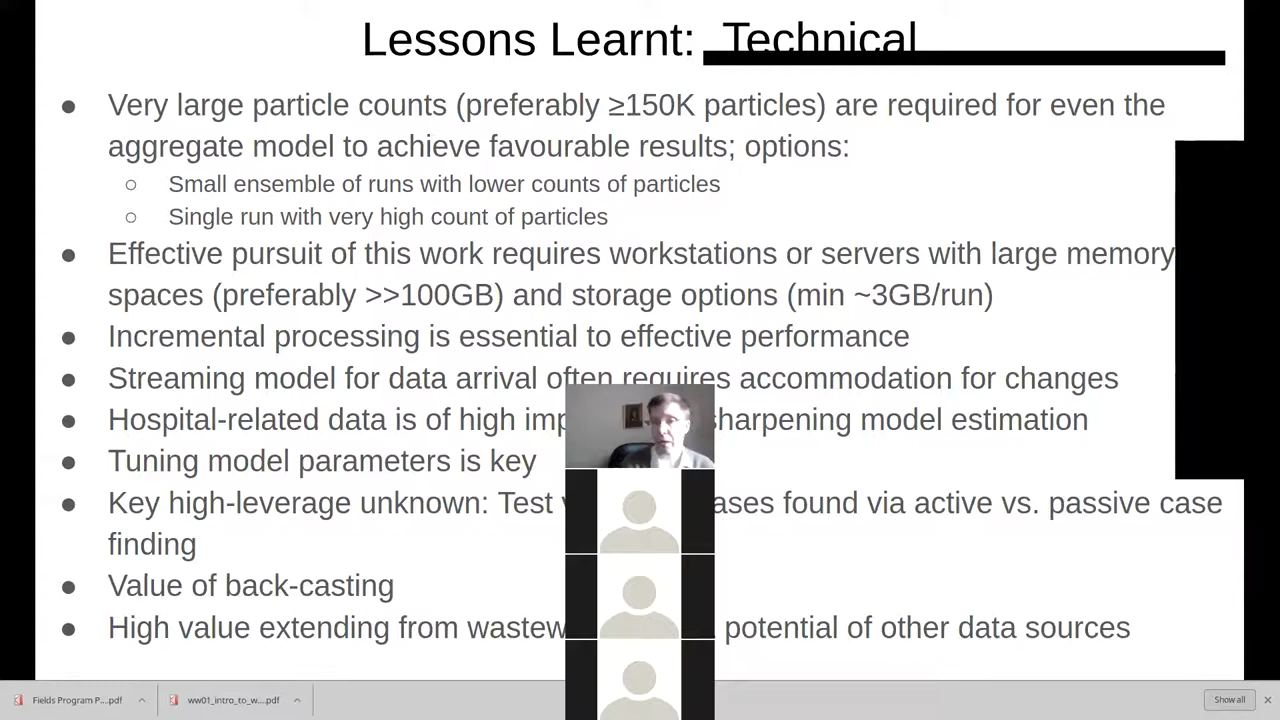 Lessons Learnt: Technical
● Very large particle counts (preferably ≥150K particles) are required for even the
aggregate model to achieve favourable results; options:
○ Small ensemble of runs with lower counts of particles
○ Single run with very high count of particles
● Effective pursuit of this work requires workstations or servers with large memory
spaces (preferably >>100GB) and storage options (min ~3GB/run)
● Incremental processing is essential to effective performance
● Streaming model for data arrival often requires accommodation for changes
● Hospital-related data is of high sharpening model estimation
● Tuning model parameters is key
● Key high-leverage unknown: Test found via active vs. passive case
finding
● Value of back-casting
● High value extending from potential of other data sources
Fields Program P....pdf
ww01_intro_to_w....pdf
Show all